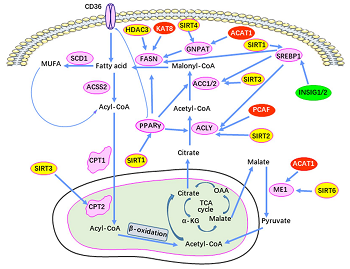 CD36
HDAC3
KAT8
SIRT4
ACAT1
SIRT1
GNPAT
SCD1
FASN
SREBP1
MUFA
Fatty acid
Malonyl-CoA
ACSS2
ACC1/2
SIRT3
INSIG1/2
Acyl-CoA
Acetyl-CoA
PCAF
PPARγ
ACLY
SIRT2
CPT1
SIRT1
Citrate
Malate
ACAT1
SIRT3
ME1
SIRT6
Citrate
OAA
TCA
cycle
CPT2
α-KG
Malate
Pyruvate
Acyl-CoA
β-oxidation
Acetyl-CoA